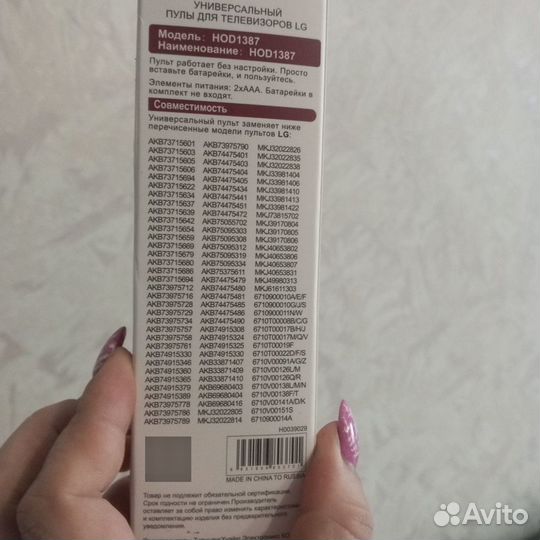 УНИВЕРСАЛЬНЫЙ
ПУЛЫ ДЛЯ ТЕЛЕВИЗОРОВ LG
Модель: HOD1387
Наименование: HOD1387
Пульт работает без настройки. Просто
вставьте батарейки, и пользуйтесь.
Элементы питания: 2xAAA. Батарейки в
комплект не входят.
Совместимость
Универсальный пульт заменяет ниже
перечисленные модели пультов LG:
AKB73715601 AKB73975790 MKJ32022826
AKB73715603 AKB74475401 MKJ32022835
AKB73715605 AKB74475403 MKJ32022838
AKB73715606 AKB74475404 MKJ33981404
AKB73715694 AKB74475405 MKJ33981406
AKB73715622 AKB74475434 MKJ33981410
AKB73715634 AKB74475441 MKJ33981413
AKB73715637 AKB74475451 MKJ33981422
AKB73715639 AKB74475472 MKJ73815702
AKB73715642 AKB75055702 MKJ39170804
AKB73715654 AKB75095303 MKJ39170805
AKB73715659 AKB75095308 MKJ39170806
AKB73715669 AKB75095312 MKJ40653802
AKB73715679 AKB75095319 MKJ40653806
AKB73715680 AKB75095334 MKJ40653807
AKB73715686 AKB75375611 MKJ40653831
AKB73715694 AKB74475479 MKJ49980313
AKB73975712 AKB74475480 MKJ61611303
AKB73975716 AKB74475481 6710900010A/E/F
AKB73975728 AKB74475485 6710900010G/J/S
AKB73975729 AKB74475486 6710900011N/W
AKB73975734 AKB74475490 6710T00008B/C/G
AKB73975757 AKB74915308 6710T00017B/H/J
AKB73975758 AKB74915324 6710T00017M/Q/V
AKB73975761 AKB74915325 6710T00019F
AKB74915330 AKB74915330 6710T00022D/F/S
AKB74915346 AKB33871407 6710V00091A/G/Z
AKB74915360 AKB33871409 6710V00126L/M
AKB74915365 AKB33871410 6710V00126Q/R
AKB74915379 AKB69680403 6710V00138L/M/N
AKB74915389 AKB69680404 6710V00138F/T
AKB73975778 AKB69680416 6710V00141A/D/K
AKB73975786 MKJ32022805 6710V00151S
AKB73975789 MKJ32022814 6710900014A
H0039029
MADE IN CHINA TO RUSSIA
Товар не подлежит обязательной сертификации.
Срок годности не ограничен Производитель
оставляет за собой право изменять характеристики
и комплектацию изделия без предварительного
уведомления.
Avito